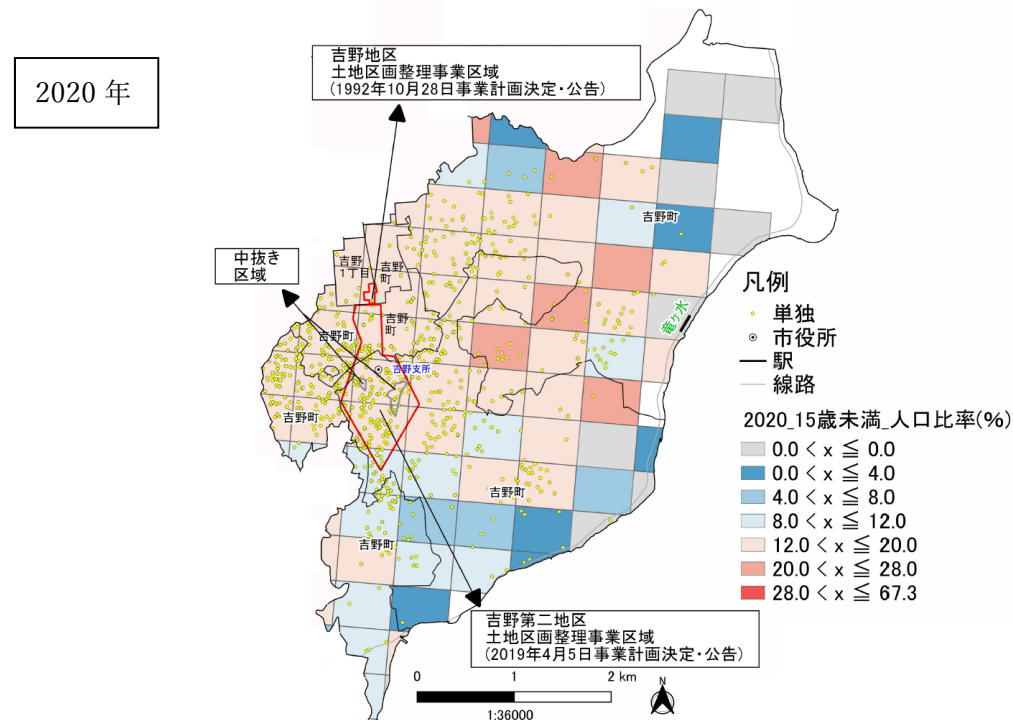 2020 年
吉野地区
土地区画整理事業区域
(1992年10月28日事業計画決定・公告)
中抜き
区域
吉野
1丁目
吉野
町
吉野
町
吉野町
吉野町
吉野支所
吉野町
吉野町
吉野町
竜ヶ水
凡例
単独
市役所
駅
線路
2020_15歳未満_人口比率(%)
0.0 < x ≦ 0.0
0.0 < x ≦ 4.0
4.0 < x ≦ 8.0
8.0 < x ≦ 12.0
12.0 < x ≦ 20.0
20.0 < x ≦ 28.0
28.0 < x ≦ 67.3
吉野第二地区
土地区画整理事業区域
(2019年4月5日事業計画決定・公告)
0 1 2 km
1:36000
N